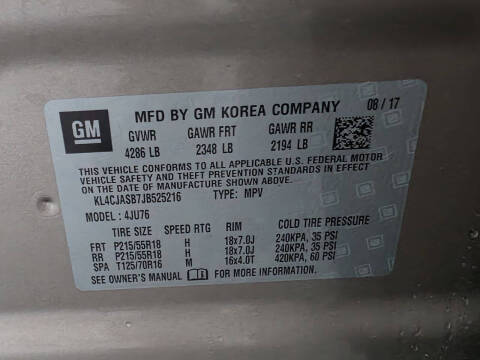 GM
MFD BY GM KOREA COMPANY 08/17
GVWR GAWR FRT GAWR RR
4286 LB 2348 LB 2194 LB
THIS VEHICLE CONFORMS TO ALL APPLICABLE U.S. FEDERAL MOTOR
VEHICLE SAFETY AND THEFT PREVENTION STANDARDS IN EFFECT
ON THE DATE OF MANUFACTURE SHOWN ABOVE.
KL4CJASB7JB525216 TYPE: MPV
MODEL : 4JU76
TIRE SIZE SPEED RTG RIM COLD TIRE PRESSURE
FRT P215/55R18 H 18x7.0J 240KPA, 35 PSI
RR P215/55R18 H 18x7.0J 240KPA, 35 PSI
SPA T125/70R16 M 16x4.0T 420KPA, 60 PSI
SEE OWNER'S MANUAL FOR MORE INFORMATION.